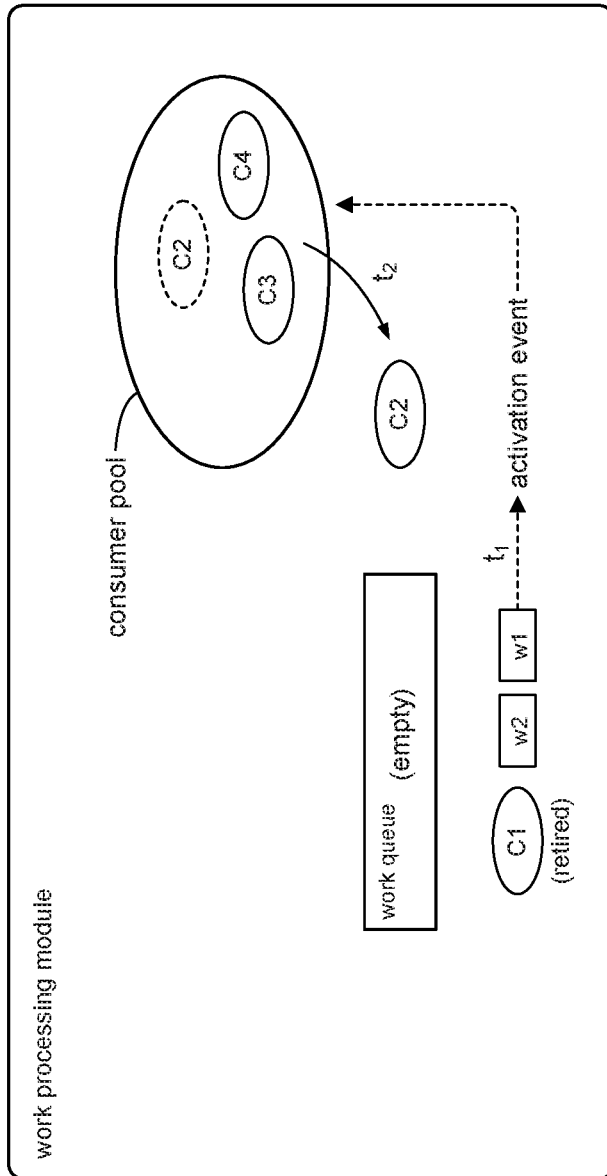 work processing module
consumer pool
C2
C3
C4
t2
C2
work queue
(empty)
C1
(retired)
w2
w1
t1
activation event